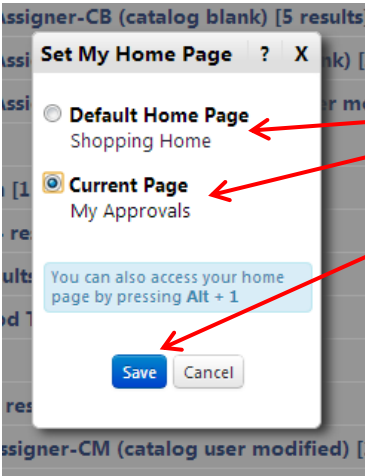 Assigner-CB (catalog blank) [5 results
Set My Home Page ? X
Default Home Page
Shopping Home
Current Page
My Approvals
You can also access your home
page by pressing Alt + 1
Save Cancel
ssigner-CM (catalog user modified) [